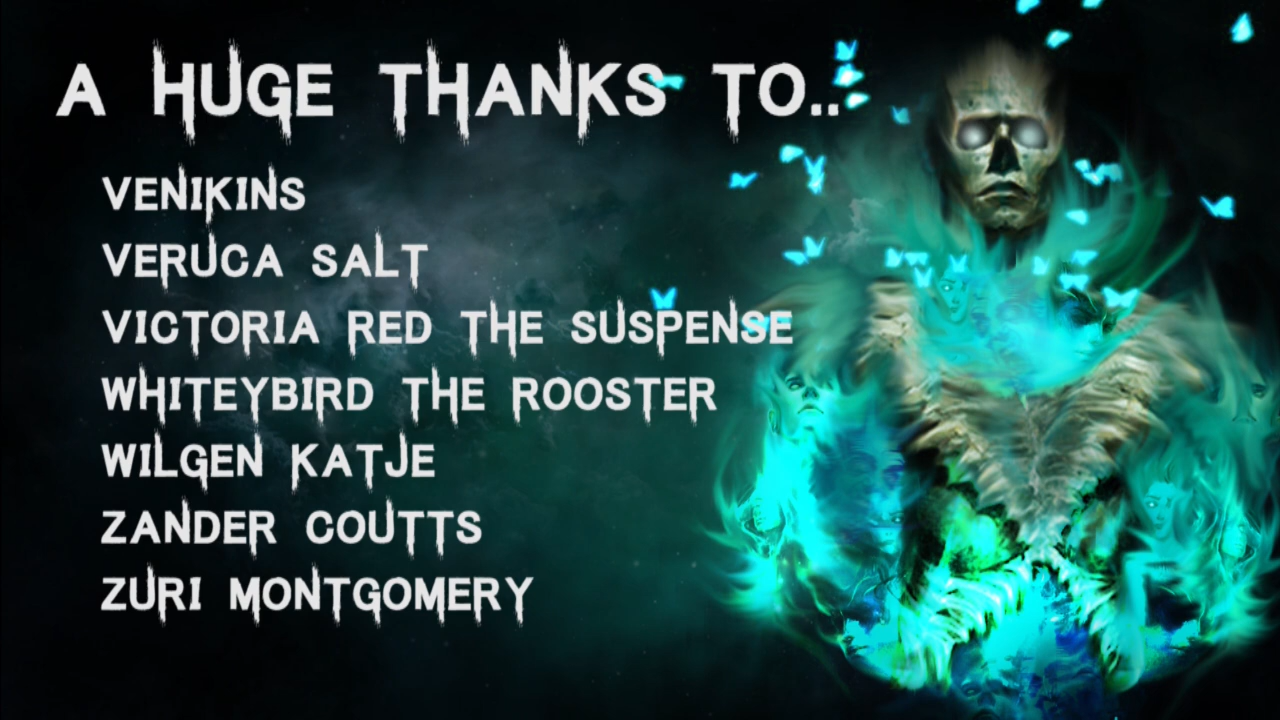 A HUGE THANKS TO..
VENIKINS
VERUCA SALT
VICTORIA RED THE SUSPENSE
WHITEYBIRD THE ROOSTER
WILGEN KATJE
ZANDER COUTTS
ZURI MONTGOMERY